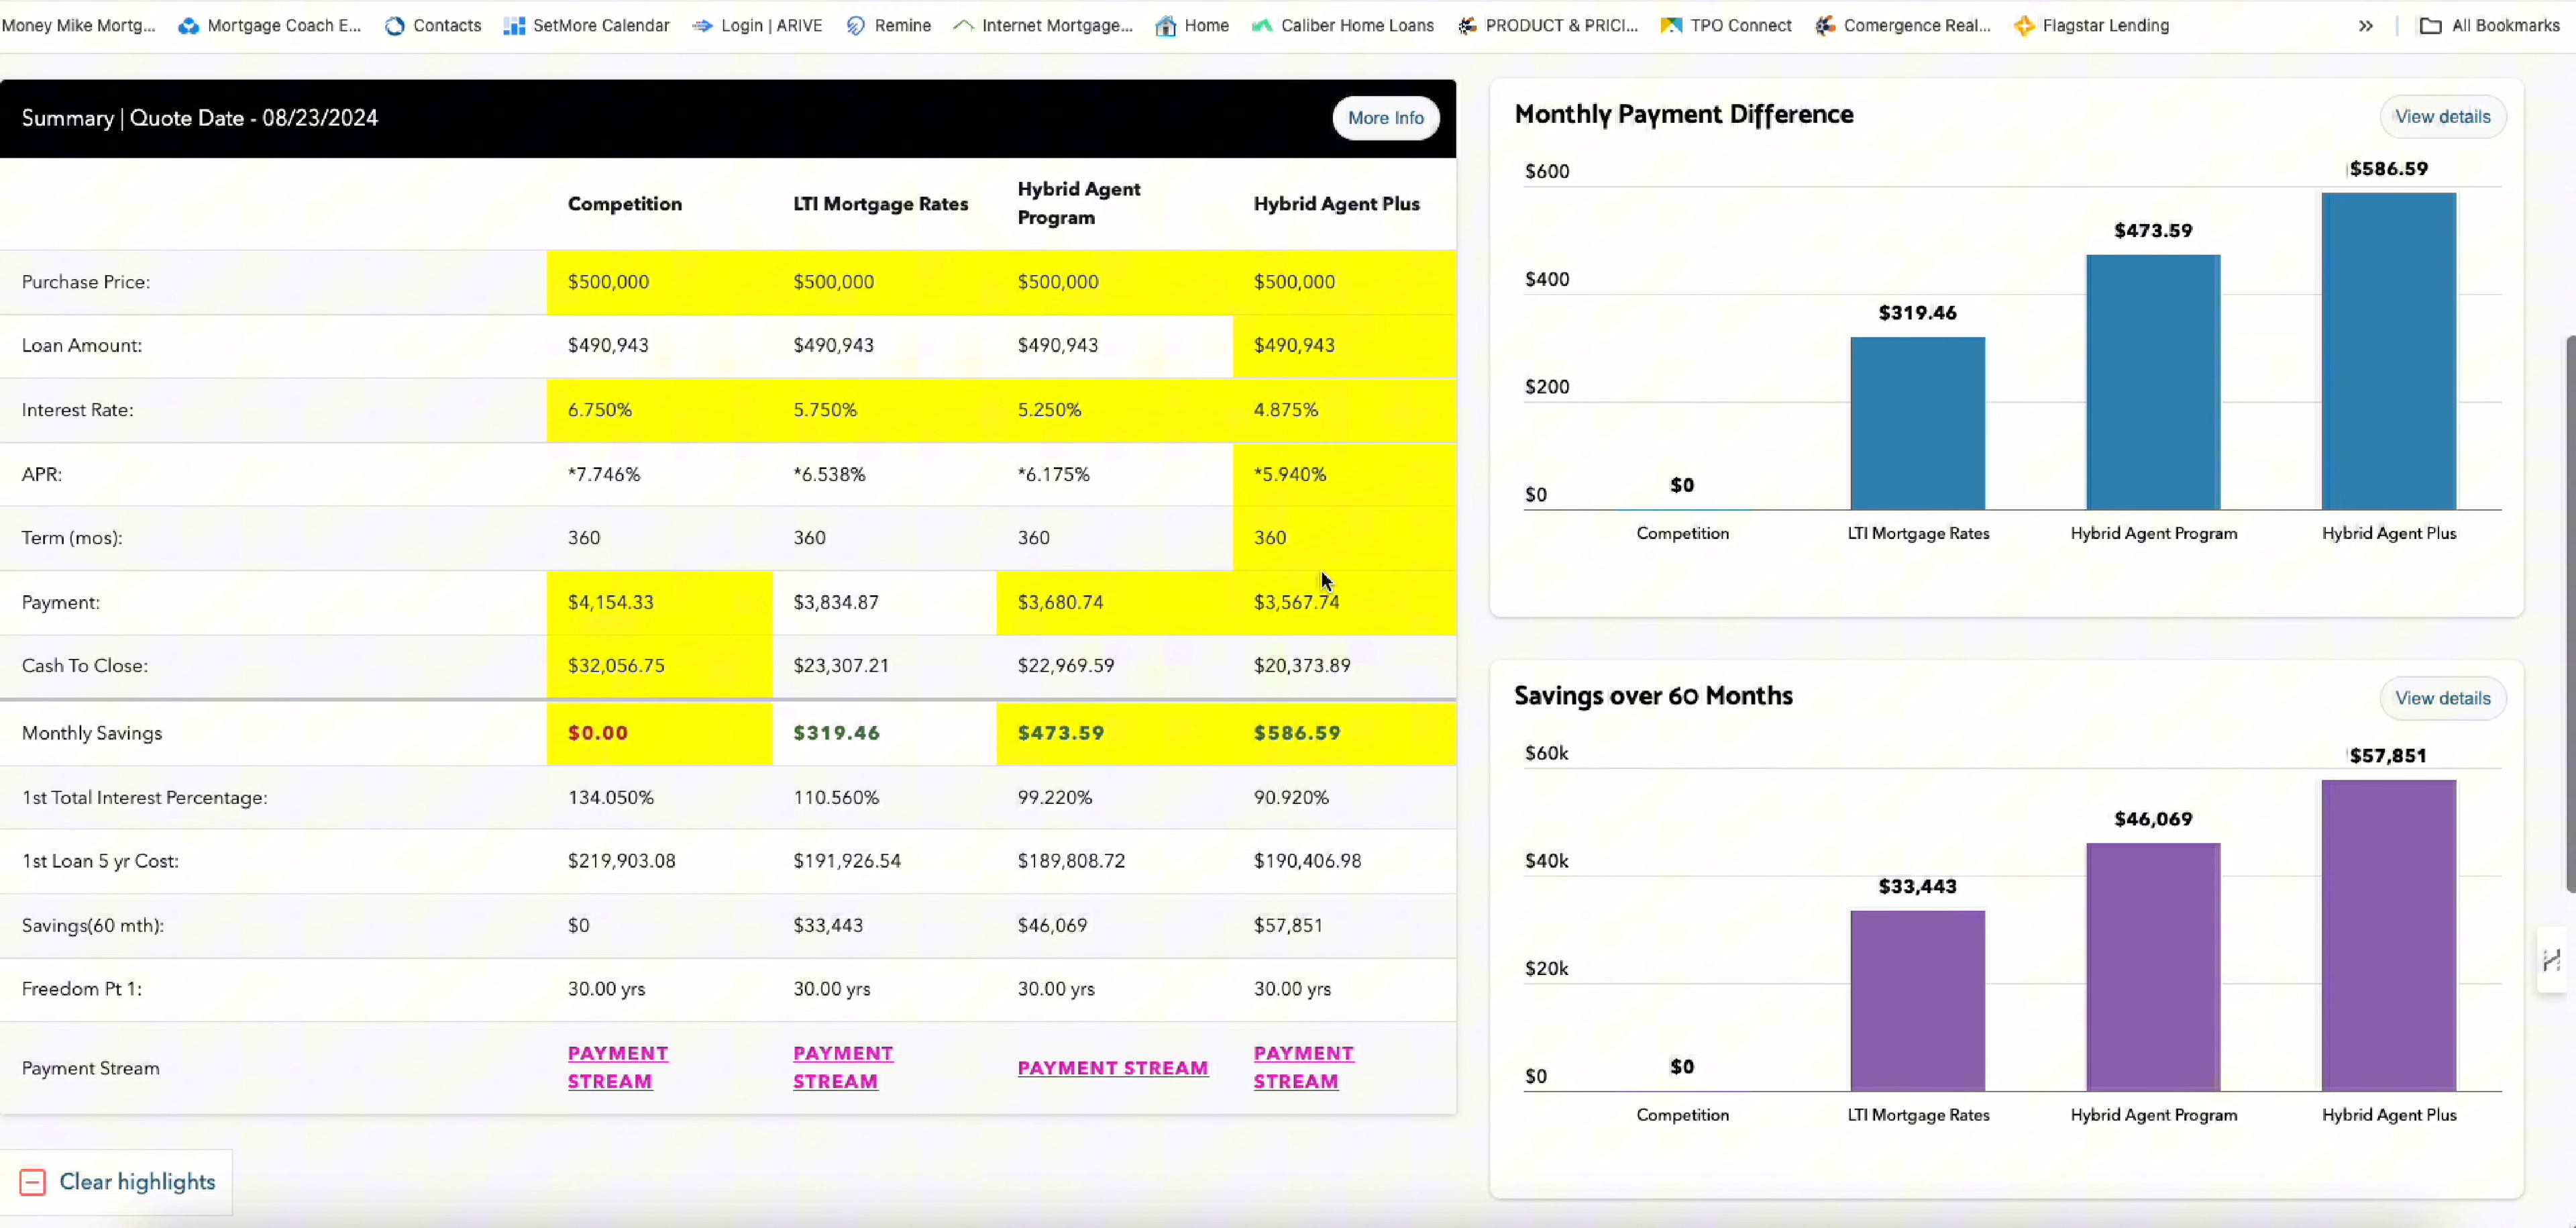 Money Mike Mortg... Mortgage Coach E... Contacts SetMore Calendar Login | ARIVE Remine Internet Mortgage... Home Caliber Home Loans PRODUCT & PRICI... TPO Connect Comergence Real... Flagstar Lending » All Bookmarks
Summary | Quote Date - 08/23/2024 More Info
Competition LTI Mortgage Rates Hybrid Agent Program Hybrid Agent Plus
Purchase Price: $500,000 $500,000 $500,000 $500,000
Loan Amount: $490,943 $490,943 $490,943 $490,943
Interest Rate: 6.750% 5.750% 5.250% 4.875%
APR: *7.746% *6.538% *6.175% *5.940%
Term (mos): 360 360 360 360
Payment: $4,154.33 $3,834.87 $3,680.74 $3,567.74
Cash To Close: $32,056.75 $23,307.21 $22,969.59 $20,373.89
Monthly Savings $0.00 $319.46 $473.59 $586.59
1st Total Interest Percentage: 134.050% 110.560% 99.220% 90.920%
1st Loan 5 yr Cost: $219,903.08 $191,926.54 $189,808.72 $190,406.98
Savings(60 mth): $0 $33,443 $46,069 $57,851
Freedom Pt 1: 30.00 yrs 30.00 yrs 30.00 yrs 30.00 yrs
Payment Stream PAYMENT STREAM PAYMENT STREAM PAYMENT STREAM PAYMENT STREAM
Clear highlights
Monthly Payment Difference View details
$600
$400
$200
$0
$0 $319.46 $473.59 $586.59
Competition LTI Mortgage Rates Hybrid Agent Program Hybrid Agent Plus
Savings over 60 Months View details
$60k
$40k
$20k
$0
$0 $33,443 $46,069 $57,851
Competition LTI Mortgage Rates Hybrid Agent Program Hybrid Agent Plus